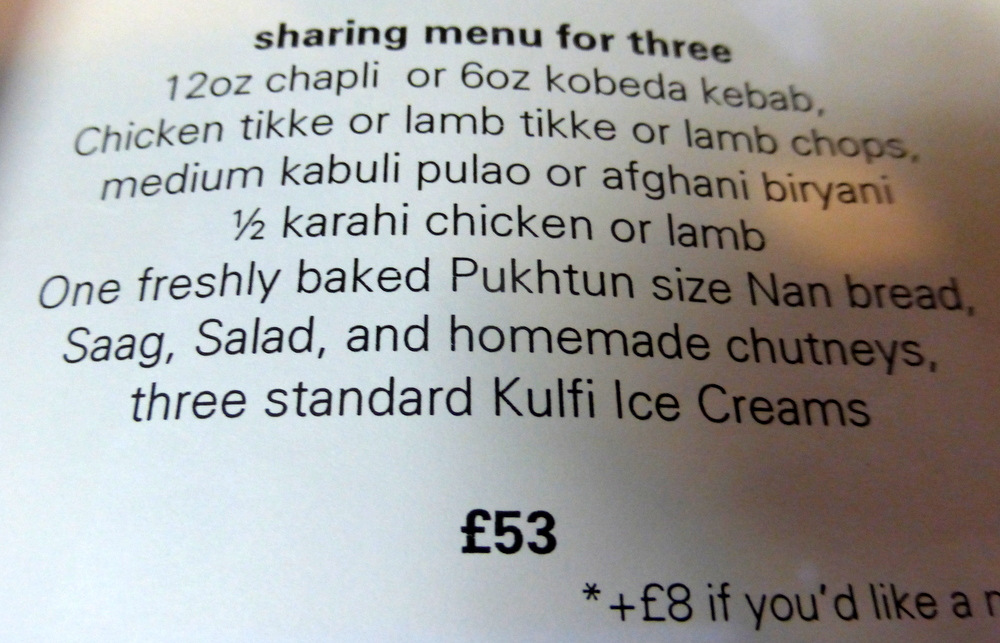 sharing menu for three
12oz chapli or 6oz kobeda kebab,
Chicken tikke or lamb tikke or lamb chops,
medium kabuli pulao or afghani biryani
½ karahi chicken or lamb
One freshly baked Pukhtun size Nan bread,
Saag, Salad, and homemade chutneys,
three standard Kulfi Ice Creams
£53
*+£8 if you'd like a